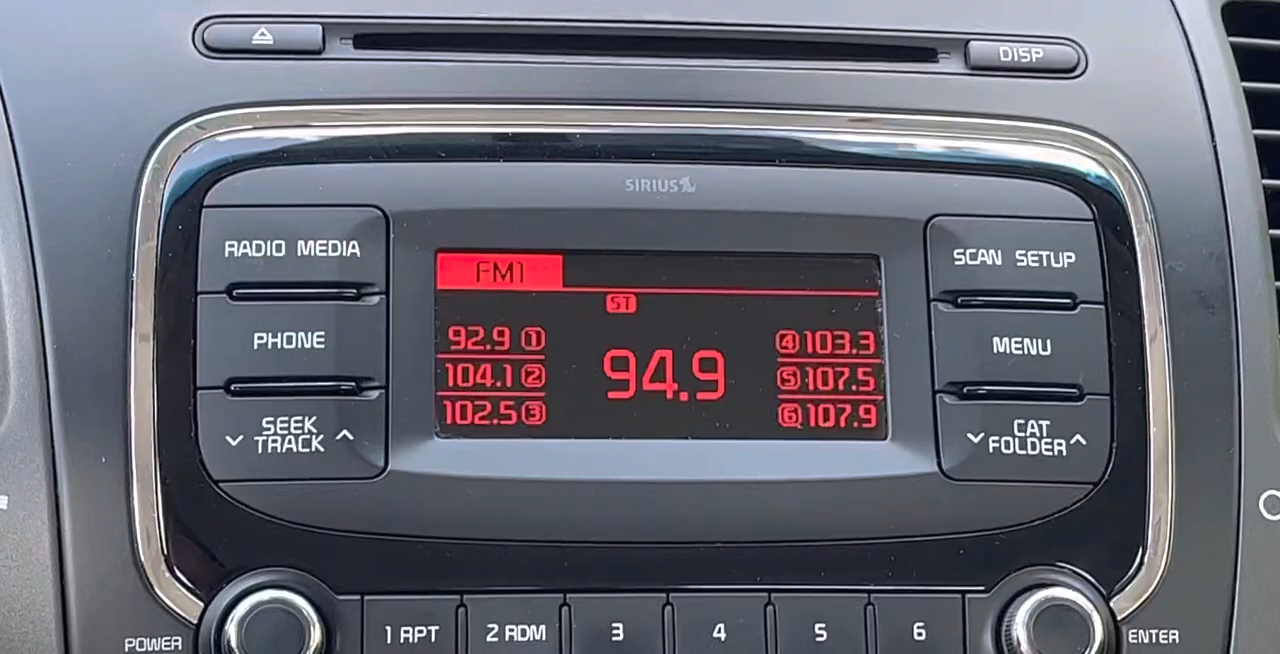 DISP
SIRIUS
RADIO MEDIA
SCAN SETUP
FM1
ST
PHONE
92.9 1
4 103.3
MENU
104.1 2
94.9
5 107.5
102.5 3
6 107.9
SEEK
TRACK
CAT
FOLDER
POWER
1 RPT
2 RDM
3
4
5
6
ENTER